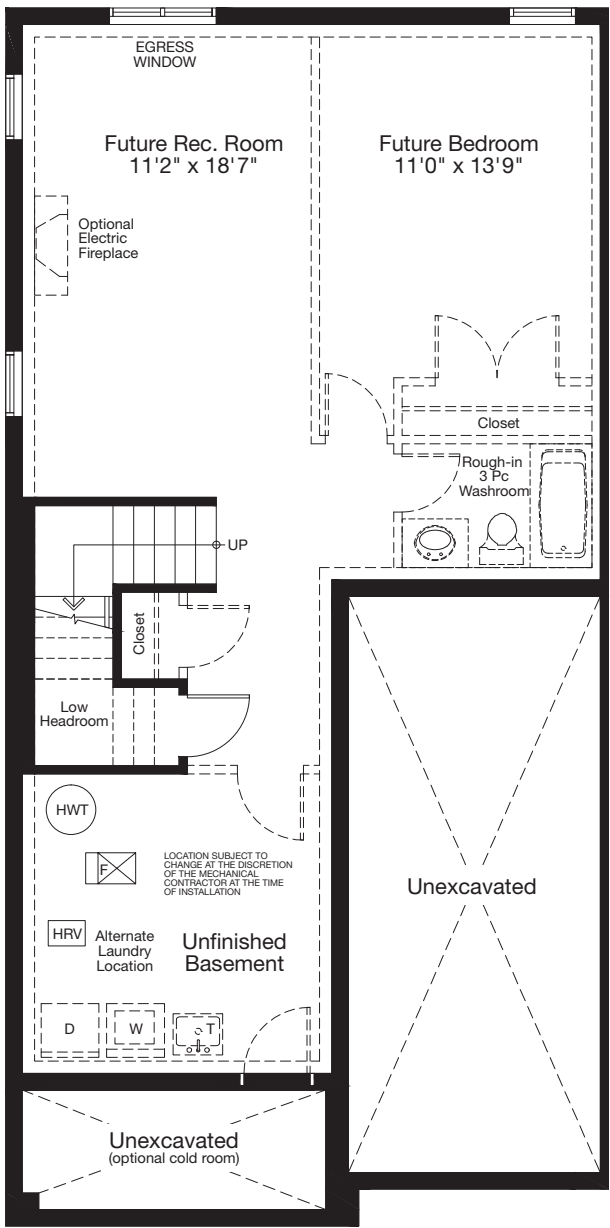 EGRESS
WINDOW
Future Rec. Room
11'2" x 18'7"
Future Bedroom
11'0" x 13'9"
Optional
Electric
Fireplace
Closet
Rough-in
3 Pc
Washroom
UP
Closet
Low
Headroom
HWT
F
LOCATION SUBJECT TO
CHANGE AT THE DISCRETION
OF THE MECHANICAL
CONTRACTOR AT THE TIME
OF INSTALLATION
Unexcavated
HRV
Alternate
Laundry
Location
Unfinished
Basement
D
W
T
Unexcavated
(optional cold room)